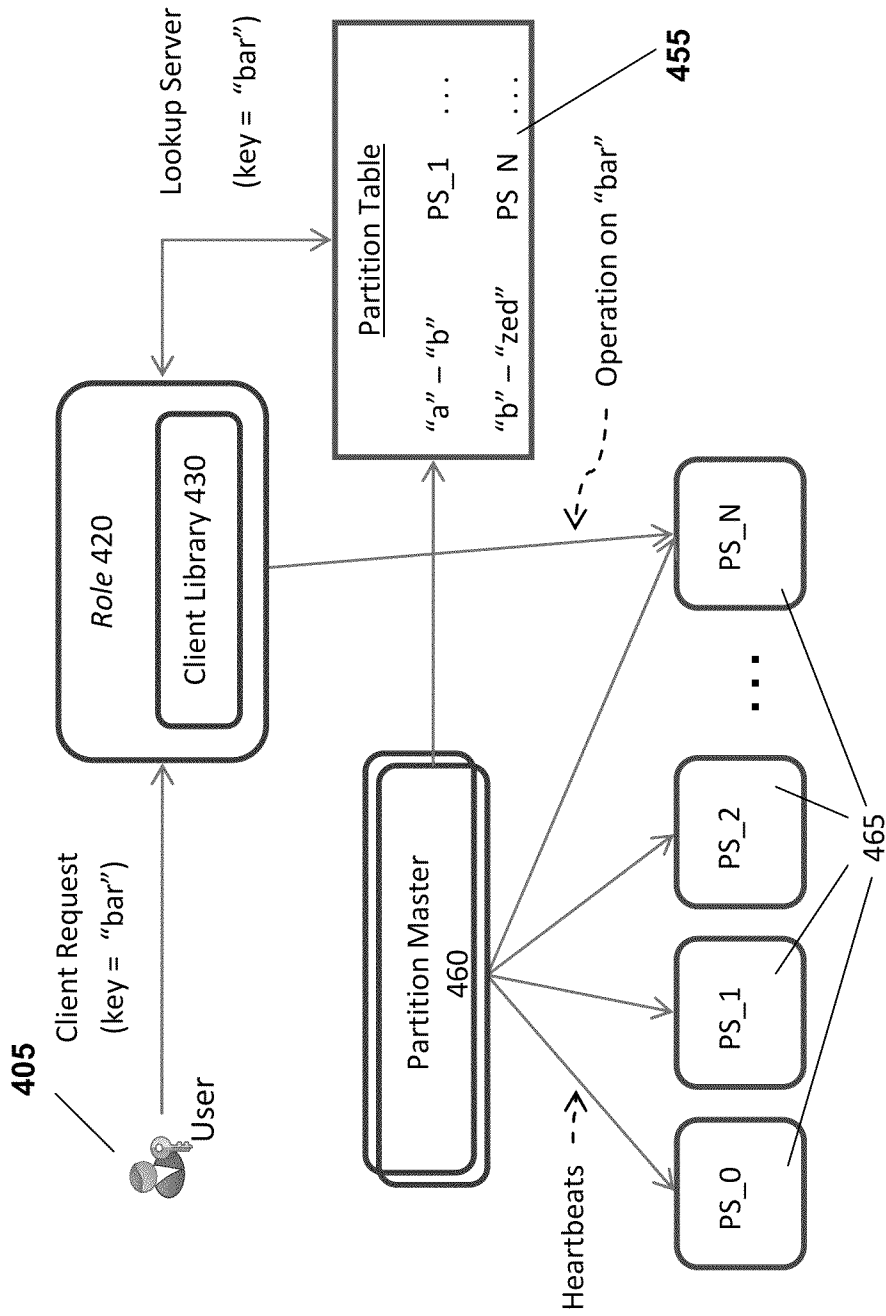 405
Client Request
(key = “bar”)
User
Role 420
Client Library 430
Lookup Server
(key = “bar”)
Partition Table
“a” – “b” PS_1 ...
“b” – “zed” PS N ...
455
Partition Master
460
Operation on “bar”
Heartbeats
PS_0
PS_1
PS_2
...
PS_N
465